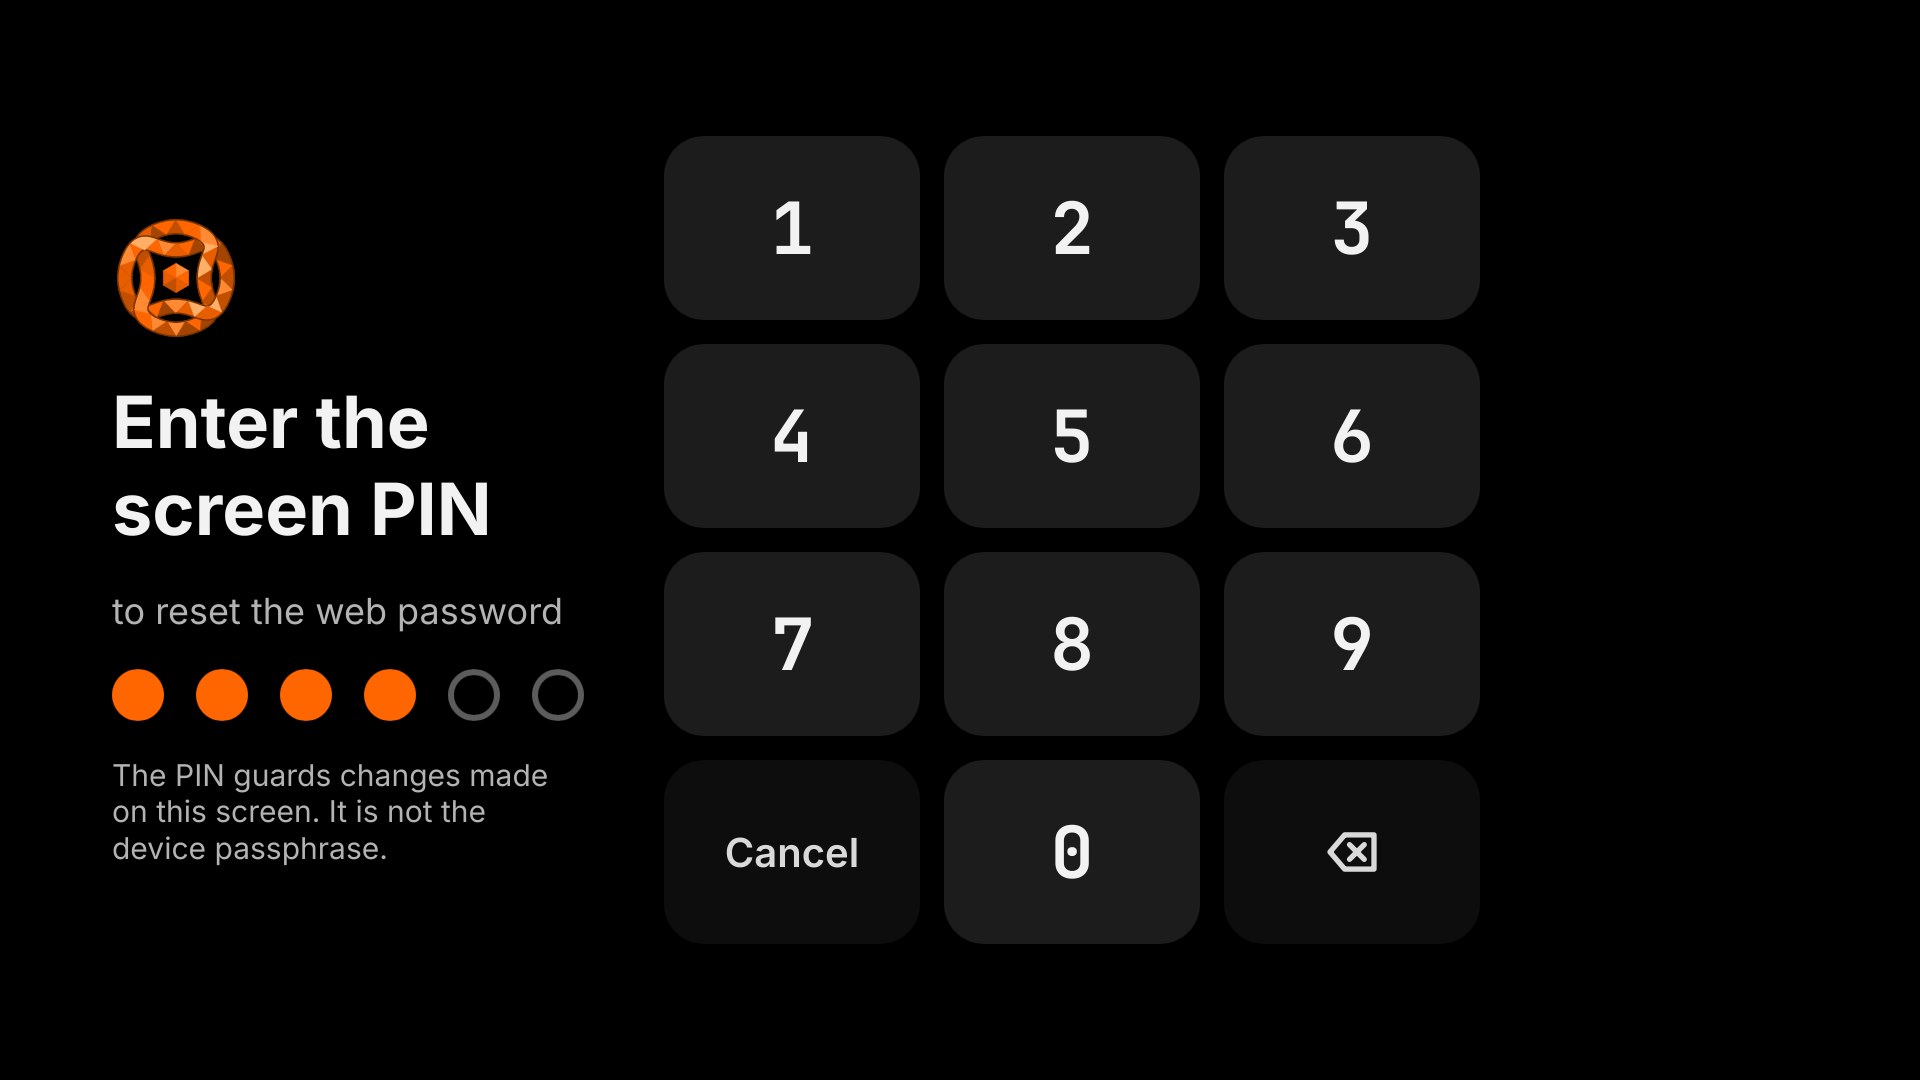 Enter the
screen PIN
to reset the web password
The PIN guards changes made
on this screen. It is not the
device passphrase.
1 2 3
4 5 6
7 8 9
Cancel 0